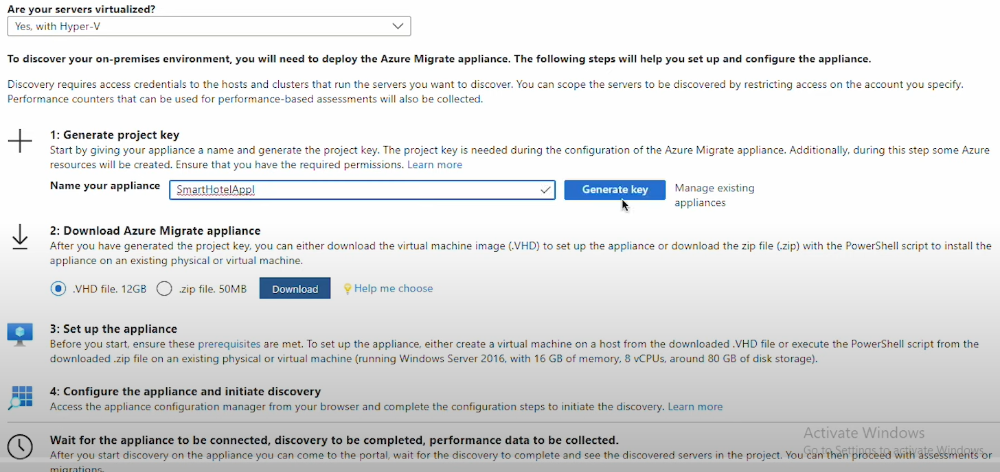 Are your servers virtualized?
Yes, with Hyper-V
To discover your on-premises environment, you will need to deploy the Azure Migrate appliance. The following steps will help you set up and configure the appliance.
Discovery requires access credentials to the hosts and clusters that run the servers you want to discover. You can scope the servers to be discovered by restricting access on the account you specify.
Performance counters that can be used for performance-based assessments will also be collected.
1: Generate project key
Start by giving your appliance a name and generate the project key. The project key is needed during the configuration of the Azure Migrate appliance. Additionally, during this step some Azure
resources will be created. Ensure that you have the required permissions. Learn more
Name your appliance SmartHotelAppl Generate key Manage existing
appliances
2: Download Azure Migrate appliance
After you have generated the project key, you can either download the virtual machine image (.VHD) to set up the appliance or download the zip file (.zip) with the PowerShell script to install the
appliance on an existing physical or virtual machine.
.VHD file. 12GB .zip file. 50MB Download Help me choose
3: Set up the appliance
Before you start, ensure these prerequisites are met. To set up the appliance, either create a virtual machine on a host from the downloaded .VHD file or execute the PowerShell script from the
downloaded .zip file on an existing physical or virtual machine (running Windows Server 2016, with 16 GB of memory, 8 vCPUs, around 80 GB of disk storage).
4: Configure the appliance and initiate discovery
Access the appliance configuration manager from your browser and complete the configuration steps to initiate the discovery. Learn more
Activate Windows
Go to Settings to activate Windows.
Wait for the appliance to be connected, discovery to be completed, performance data to be collected.
After you start discovery on the appliance you can come to the portal, wait for the discovery to complete and see the discovered servers in the project. You can then proceed with assessments or
migrations.